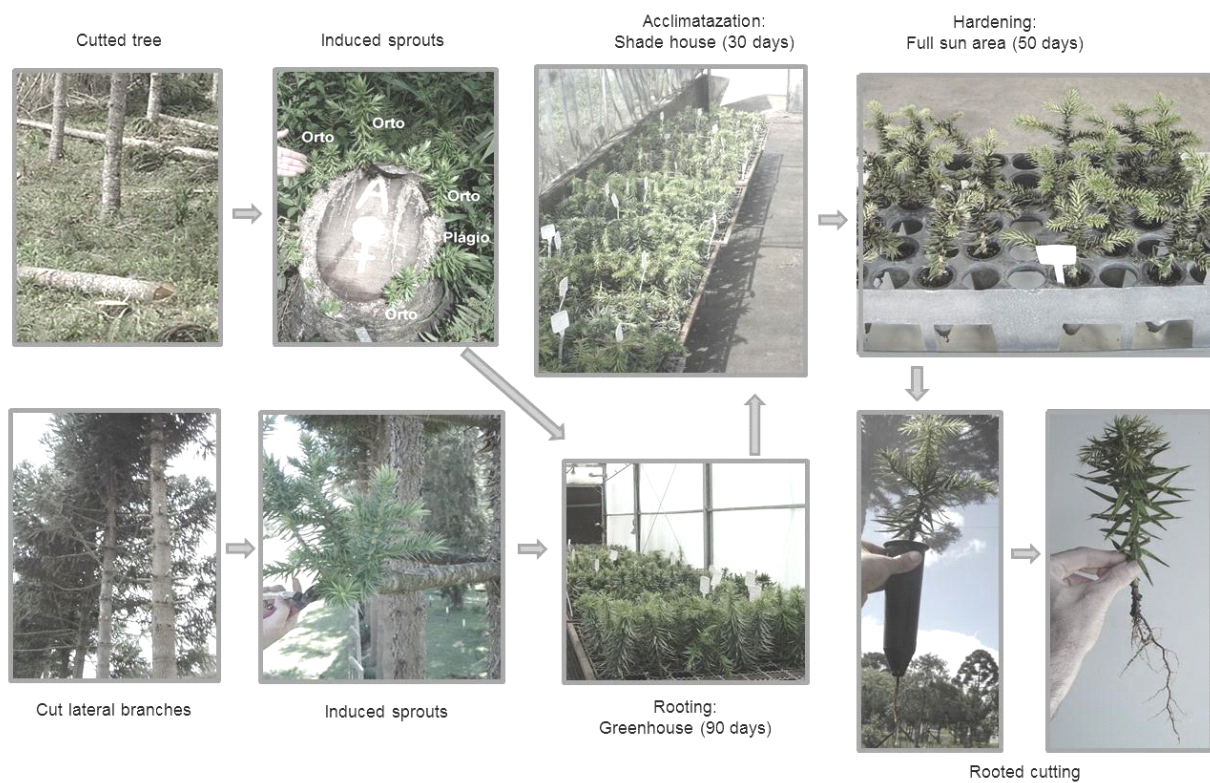 Cutted tree
Induced sprouts
Acclimatazation:
Shade house (30 days)
Hardening:
Full sun area (50 days)
Orto
Orto
Orto
Plágio
Orto
A
Cut lateral branches
Induced sprouts
Rooting:
Greenhouse (90 days)
Rooted cutting